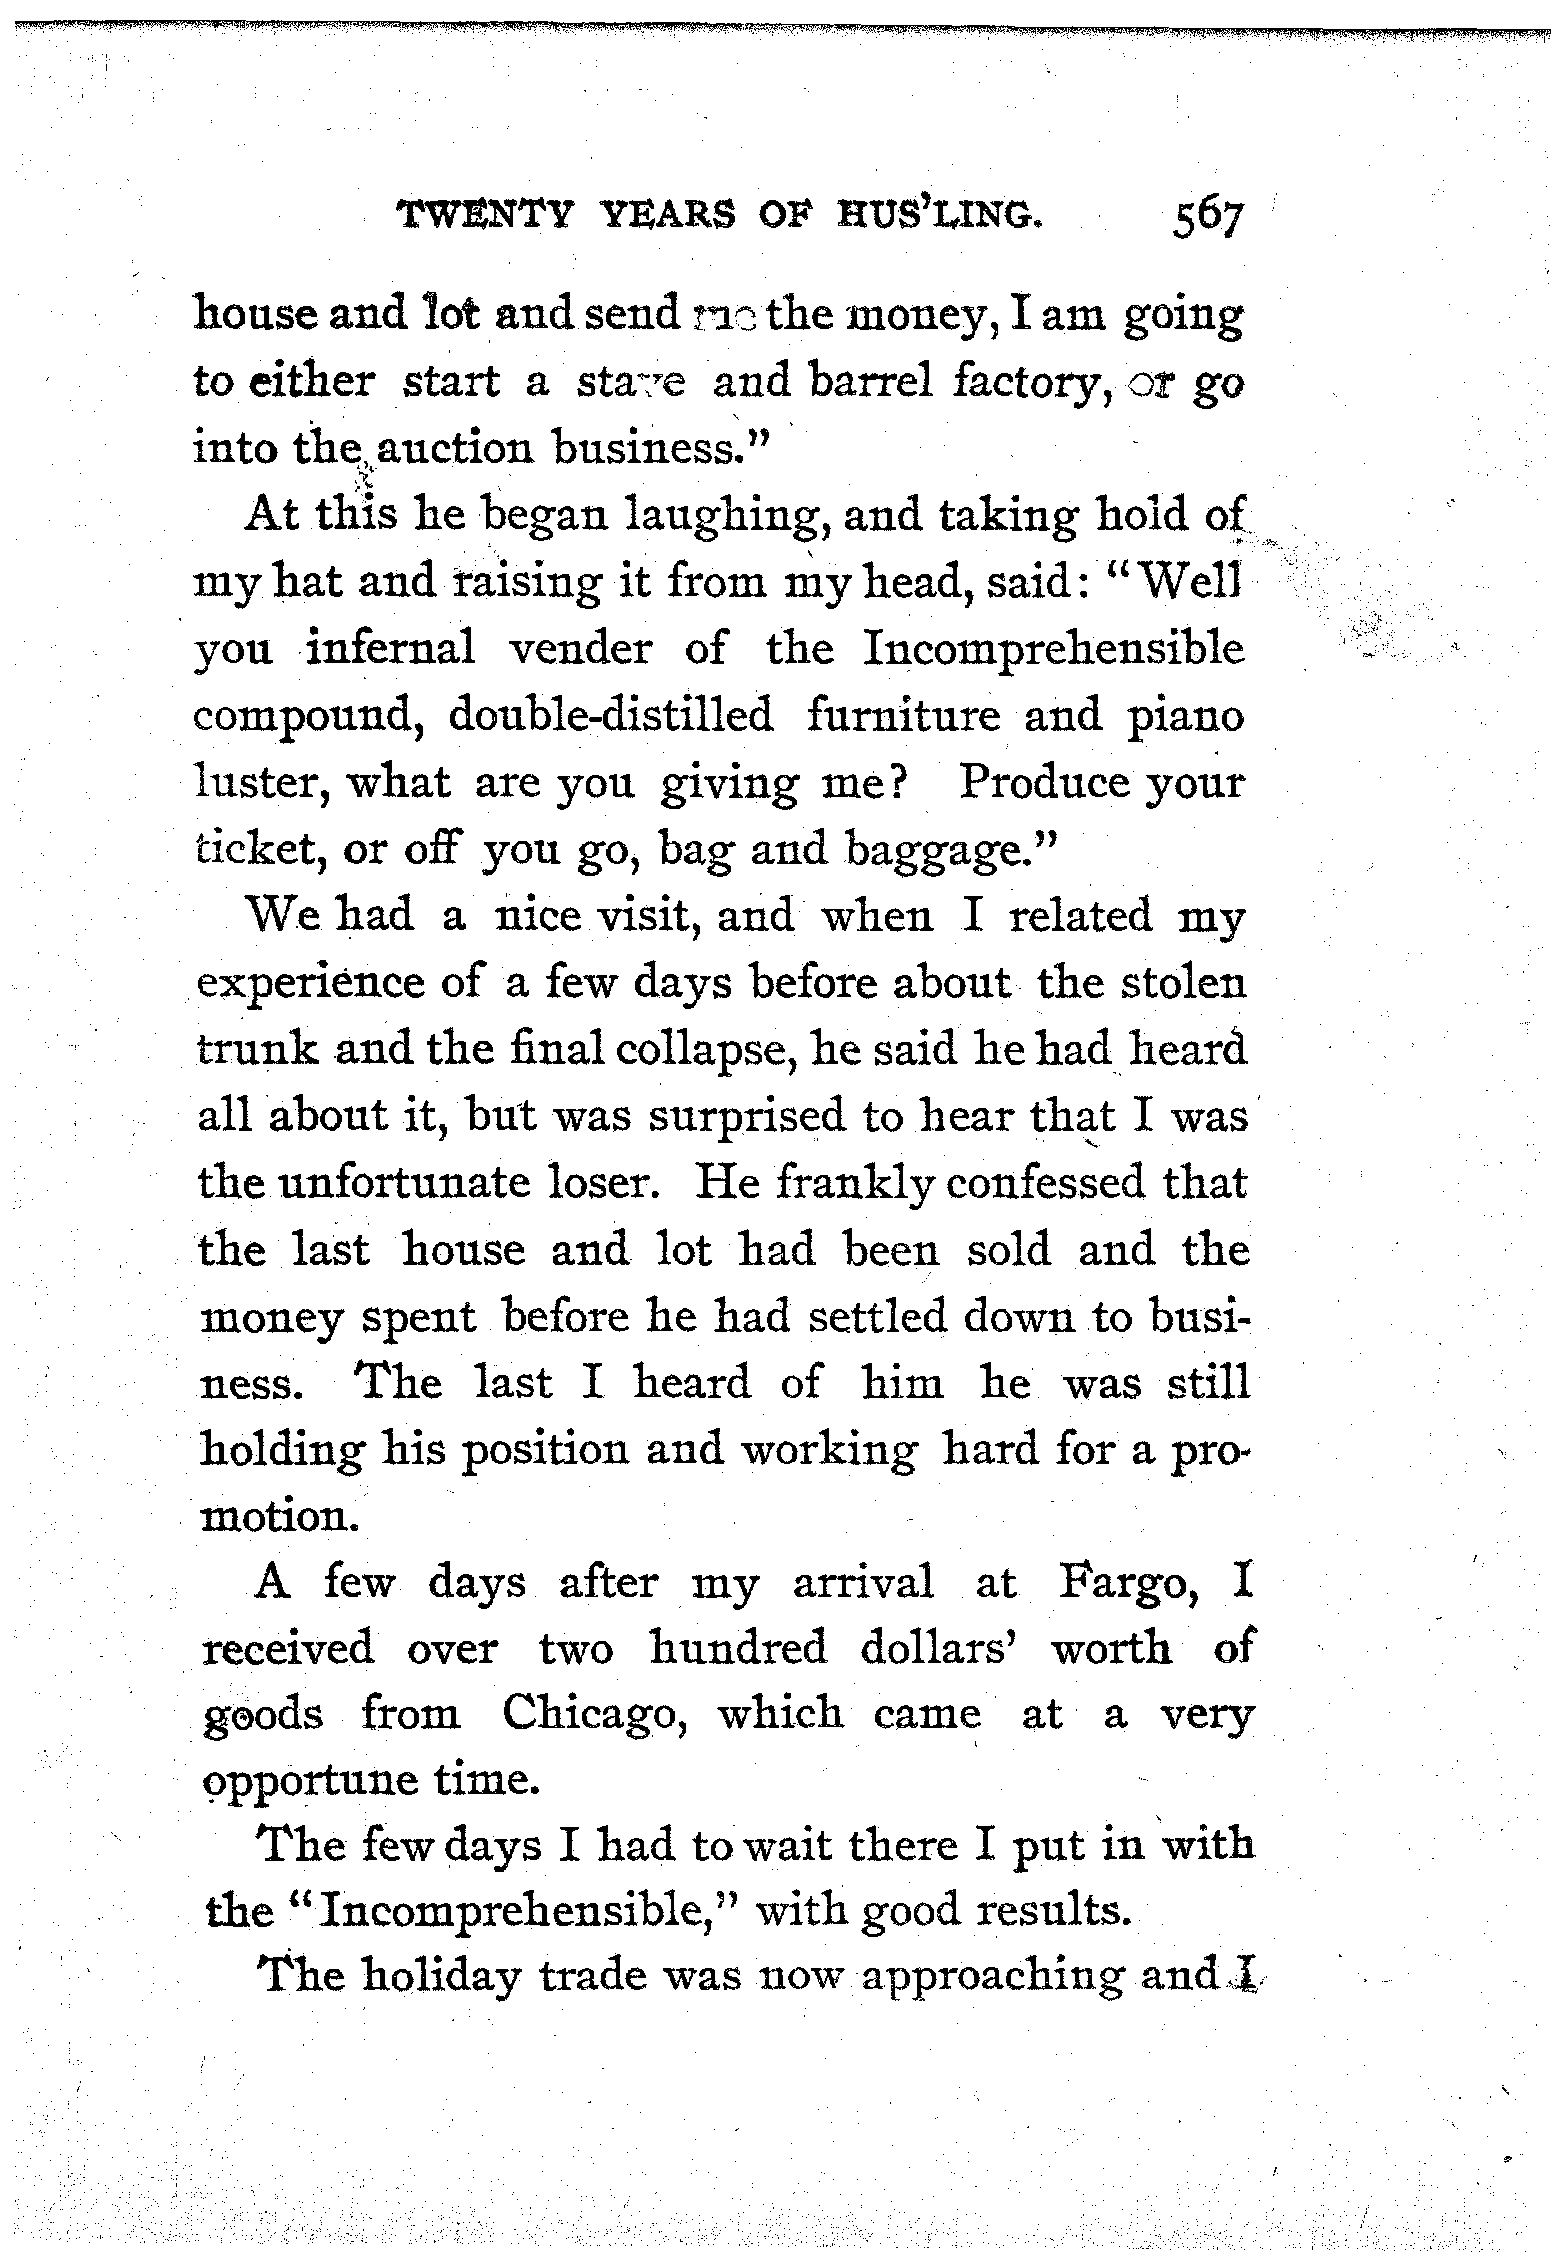 TWENTY YEARS OF HUS'LING. 567
house and lot and send me the money, I am going
to either start a stave and barrel factory, or go
into the auction business."
At this he began laughing, and taking hold of
my hat and raising it from my head, said: "Well
you infernal vender of the Incomprehensible
compound, double-distilled furniture and piano
luster, what are you giving me? Produce your
ticket, or off you go, bag and baggage."
We had a nice visit, and when I related my
experience of a few days before about the stolen
trunk and the final collapse, he said he had heard
all about it, but was surprised to hear that I was
the unfortunate loser. He frankly confessed that
the last house and lot had been sold and the
money spent before he had settled down to busi-
ness. The last I heard of him he was still
holding his position and working hard for a pro-
motion.
A few days after my arrival at Fargo, I
received over two hundred dollars' worth of
goods from Chicago, which came at a very
opportune time.
The few days I had to wait there I put in with
the "Incomprehensible," with good results.
The holiday trade was now approaching and I